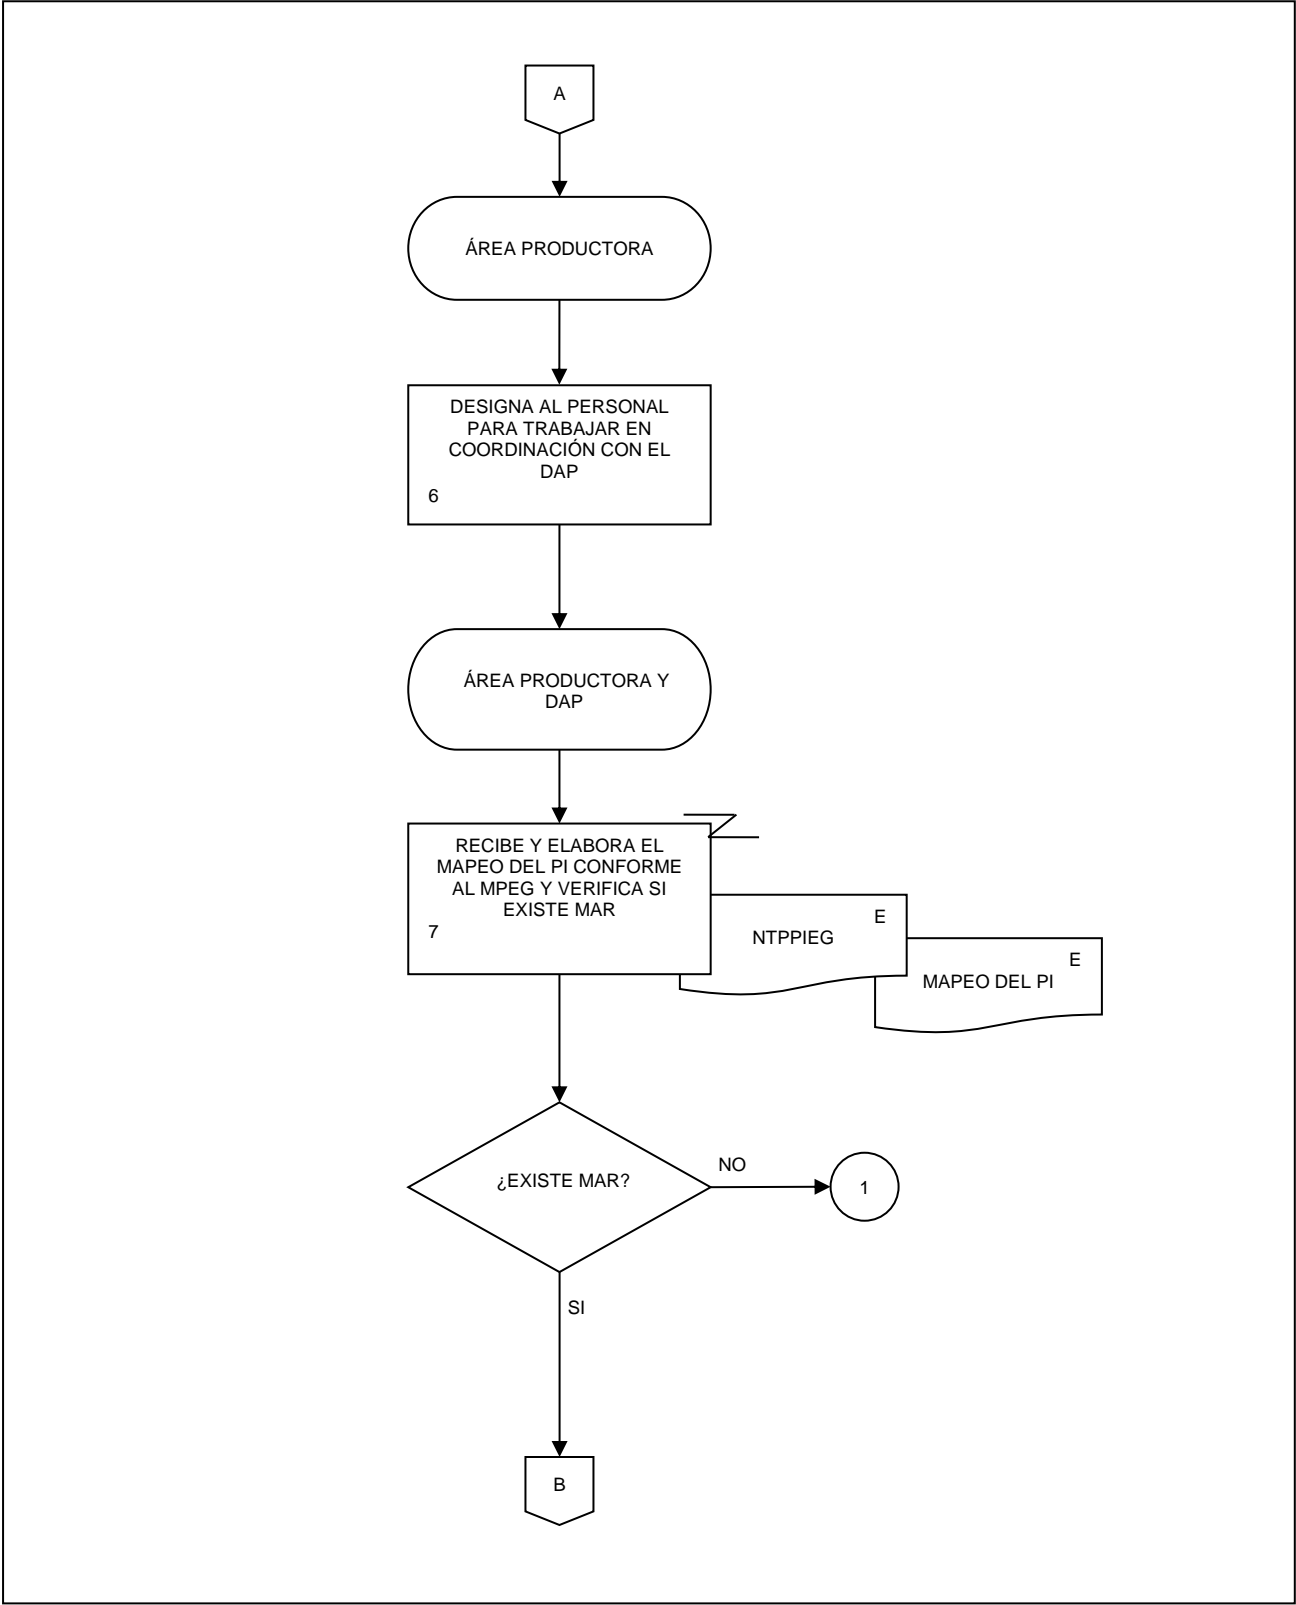 A
ÁREA PRODUCTORA
DESIGNA AL PERSONAL
PARA TRABAJAR EN
COORDINACIÓN CON EL
DAP
6
ÁREA PRODUCTORA Y
DAP
RECIBE Y ELABORA EL
MAPEO DEL PI CONFORME
AL MPEG Y VERIFICA SI
EXISTE MAR
7
E
NTPPIEG
E
MAPEO DEL PI
¿EXISTE MAR?
NO
1
SI
B